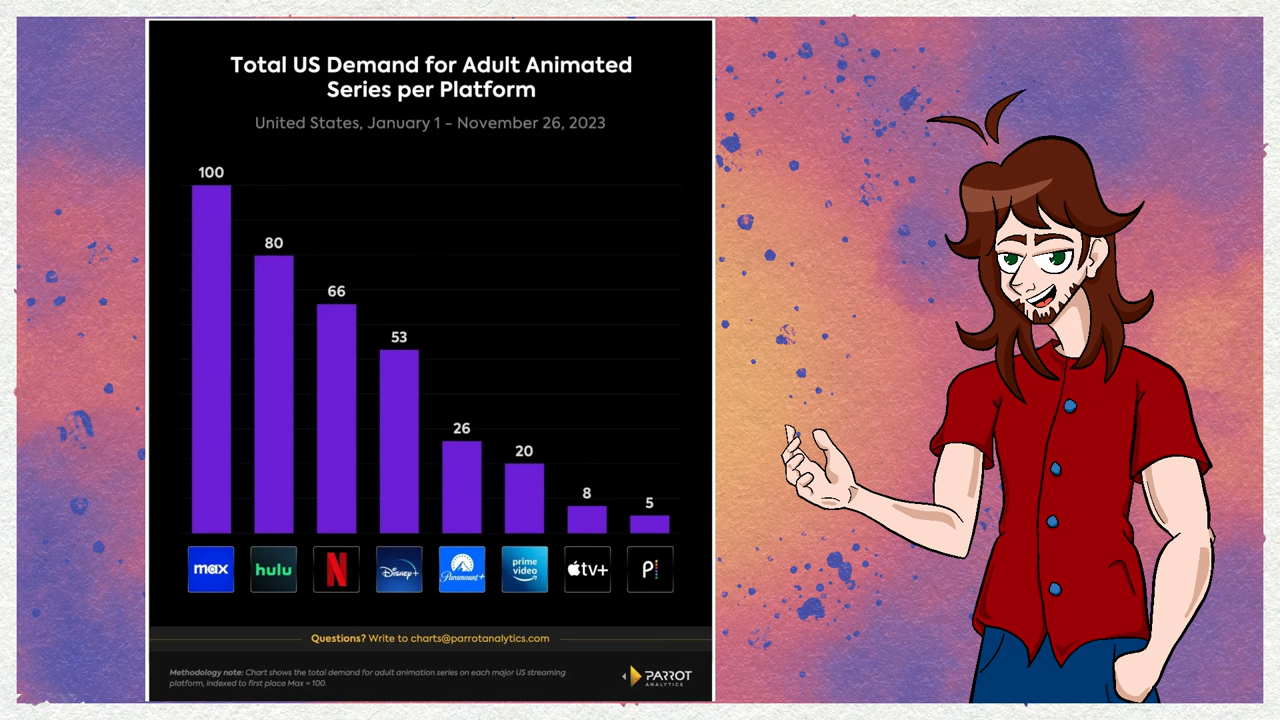 Total US Demand for Adult Animated
Series per Platform
United States, January 1 - November 26, 2023
100
80
66
53
26
20
8
5
max
hulu
N
Disney+
Paramount+
prime video
tv+
P
Questions? Write to charts@parrotanalytics.com
Methodology note: Chart shows the total demand for adult animation series on each major US streaming
platform, indexed to first place Max = 100.
PARROT
ANALYTICS